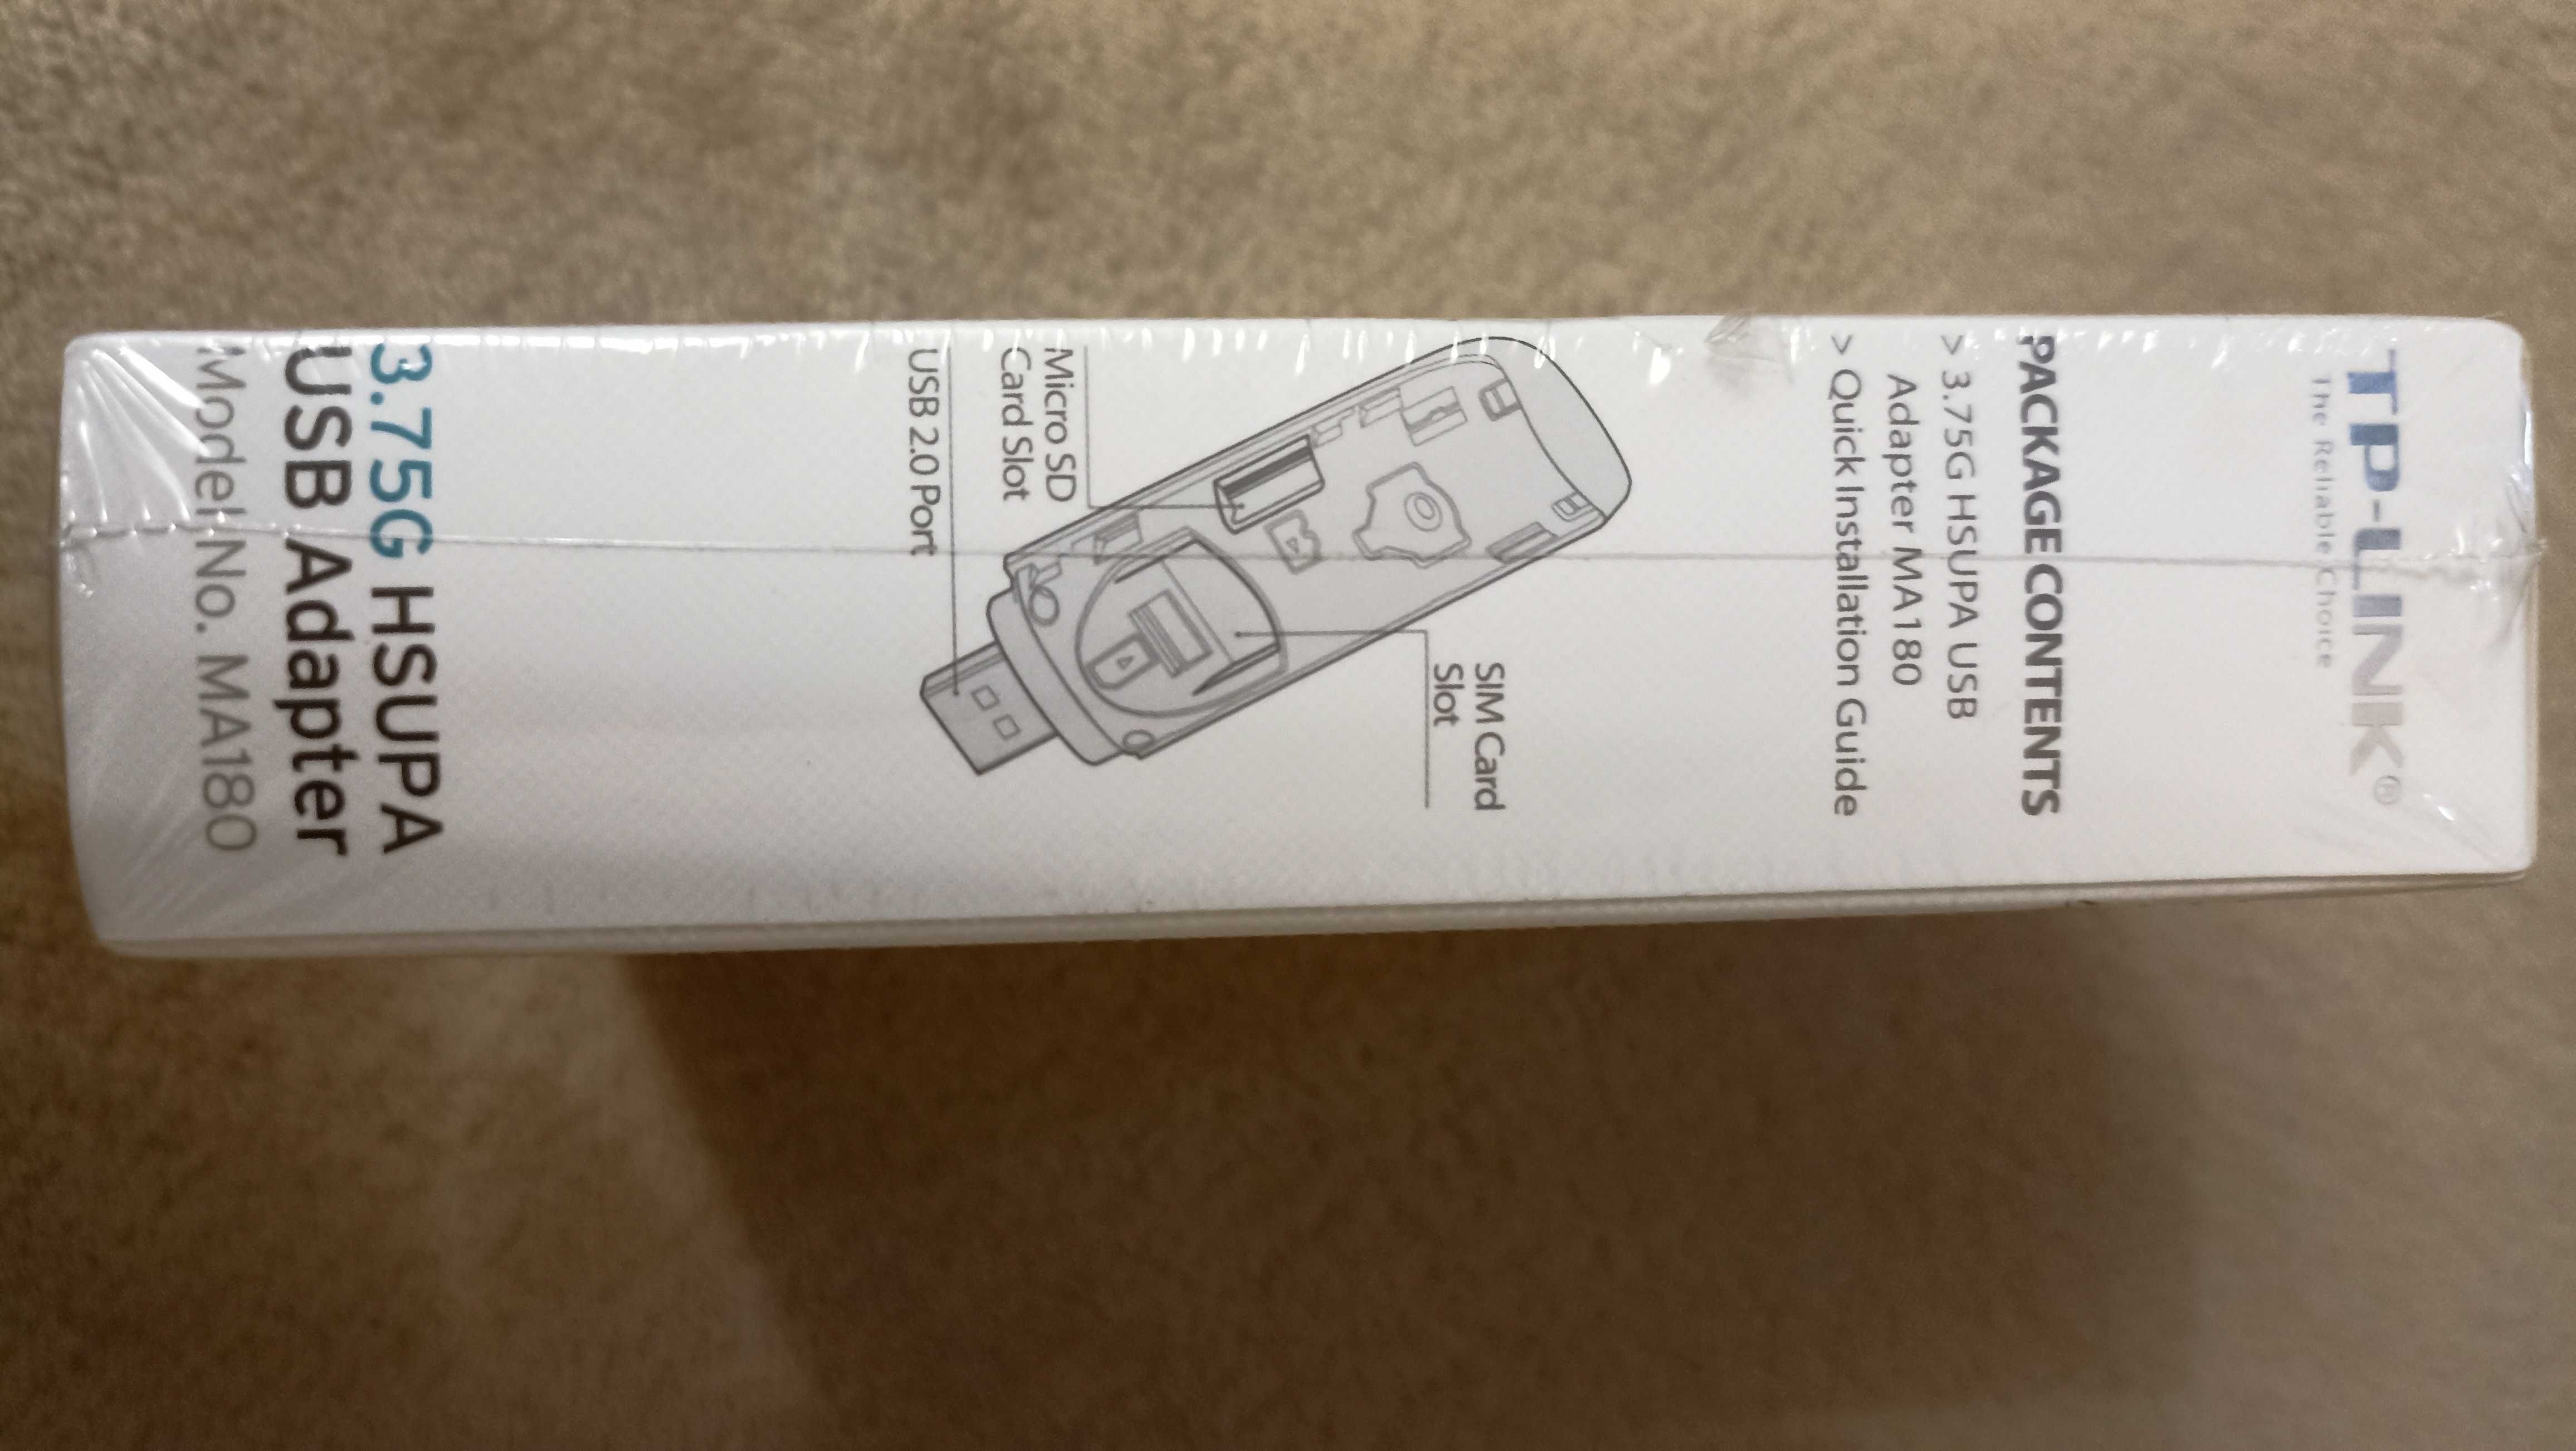 TP-LINK®
The Reliable Choice
PACKAGE CONTENTS
> 3.75G HSUPA USB
Adapter MA180
> Quick Installation Guide
SIM Card
Slot
Micro SD
Card Slot
USB 2.0 Port
3.75G HSUPA
USB Adapter
Model No. MA180